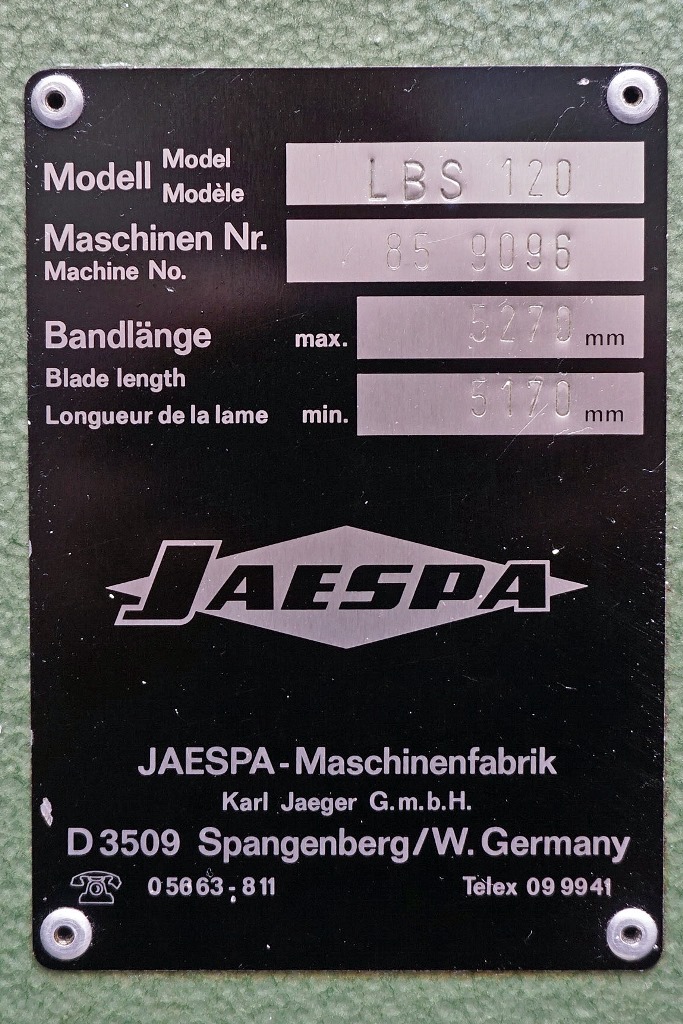 Modell Model Modèle LBS 120
Maschinen Nr. 85 9096
Machine No.
Bandlänge max. 5270 mm
Blade length
Longueur de la lame min. 5170 mm
JAESPA
JAESPA-Maschinenfabrik
Karl Jaeger G.m.b.H.
D 3509 Spangenberg/W. Germany
05663-811 Telex 09 9941